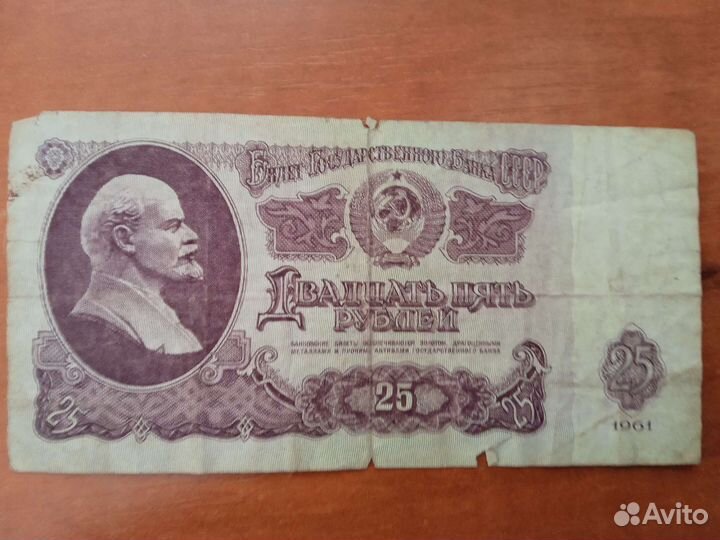 Билет Государственного Банка СССР
Двадцать пять
рублей
банковские билеты обеспечиваются золотом, драгоценными
металлами и прочими активами государственного банка
25
25
25
25
1961
Avito